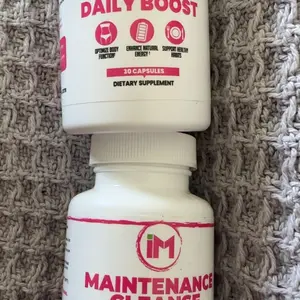 DAILY BOOST
OPTIMIZE BODY
FUNCTION!
ENHANCE NATURAL
ENERGY !
SUPPORT HEALTHY
HABITS
30 CAPSULES
DIETARY SUPPLEMENT
iM
MAINTENANCE
CLEANSE